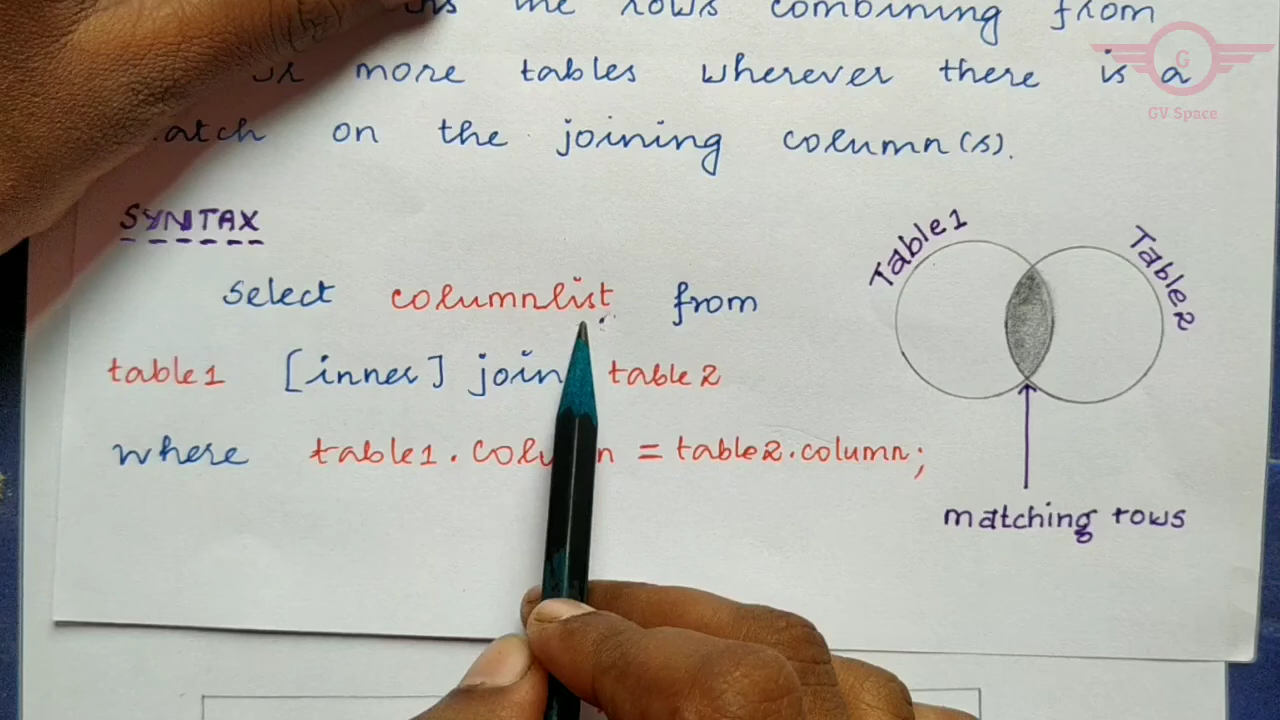 the rows combining from
more tables wherever there is a
on the joining column(s).
SYNTAX
Select columnlist from
table1 [inner] join table2
where table1.column = table2.column;
Table1
Table2
matching rows
G
GV Space